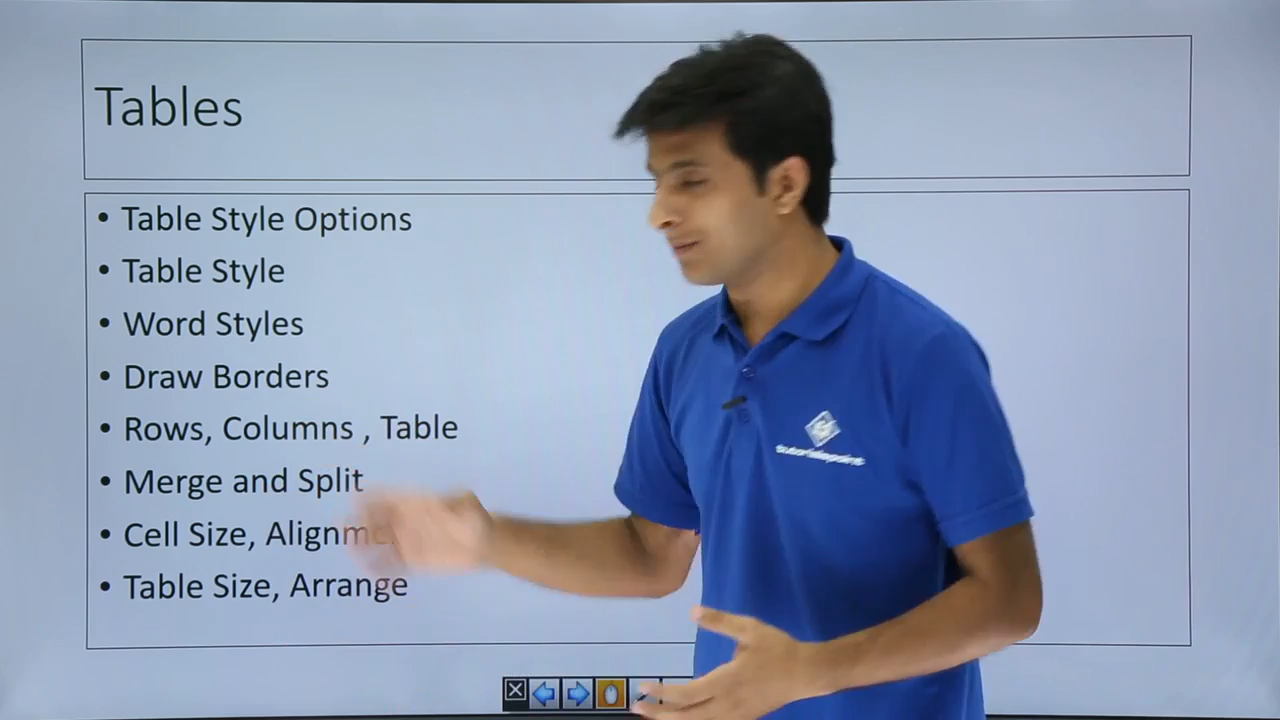 Tables
• Table Style Options
• Table Style
• Word Styles
• Draw Borders
• Rows, Columns , Table
• Merge and Split
• Cell Size,
• Table Size, Arrange